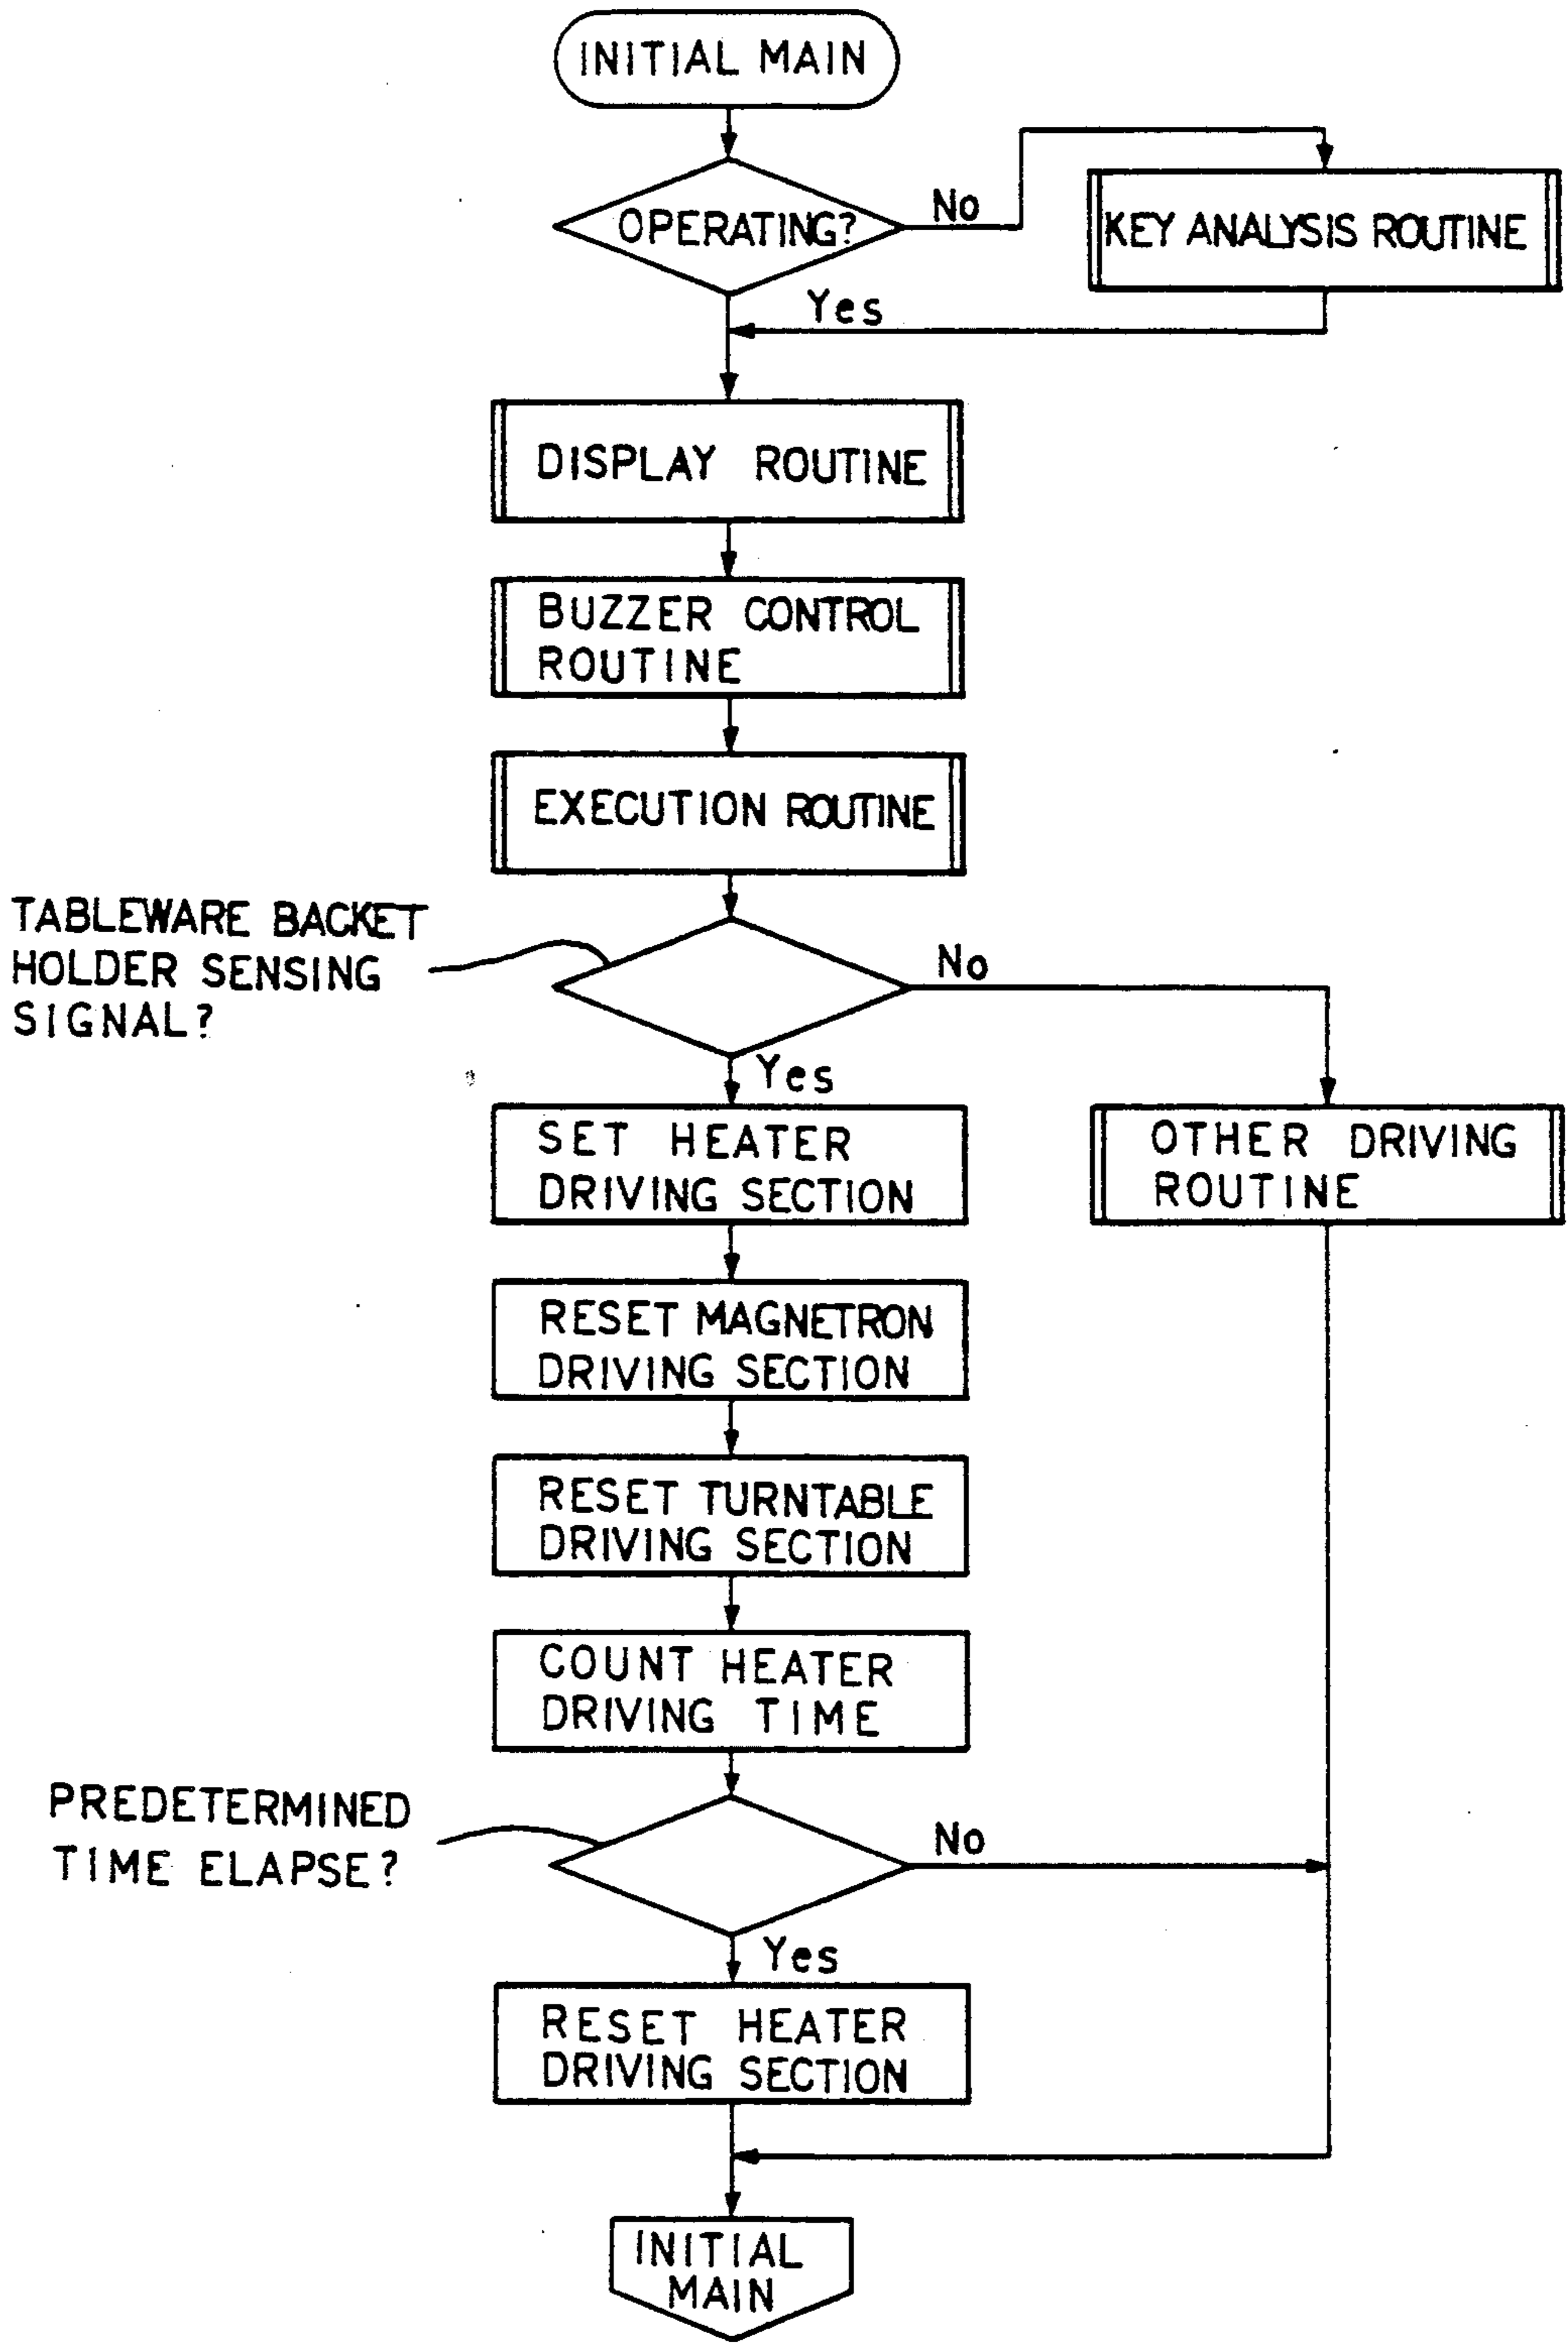 INITIAL MAIN
OPERATING?
No
KEY ANALYSIS ROUTINE
Yes
DISPLAY ROUTINE
BUZZER CONTROL
ROUTINE
EXECUTION ROUTINE
TABLEWARE BACKET
HOLDER SENSING
SIGNAL?
No
Yes
SET HEATER
DRIVING SECTION
OTHER DRIVING
ROUTINE
RESET MAGNETRON
DRIVING SECTION
RESET TURNTABLE
DRIVING SECTION
COUNT HEATER
DRIVING TIME
PREDETERMINED
TIME ELAPSE?
No
Yes
RESET HEATER
DRIVING SECTION
INITIAL
MAIN